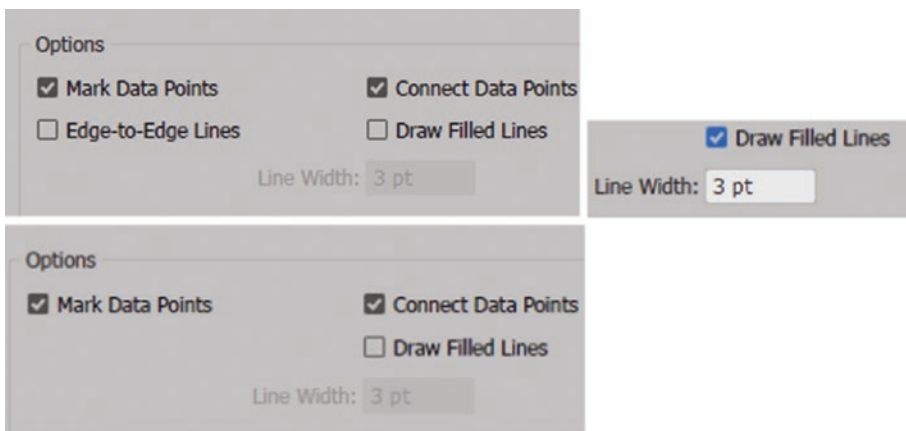 Options
Mark Data Points Connect Data Points
Edge-to-Edge Lines Draw Filled Lines
Line Width: 3 pt
Draw Filled Lines
Line Width: 3 pt
Options
Mark Data Points Connect Data Points
Draw Filled Lines
Line Width: 3 pt